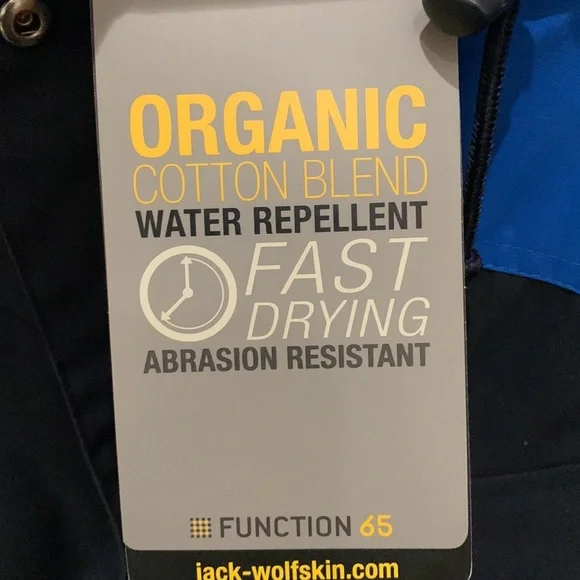 ORGANIC
COTTON BLEND
WATER REPELLENT
FAST
DRYING
ABRASION RESISTANT
FUNCTION 65
jack-wolfskin.com